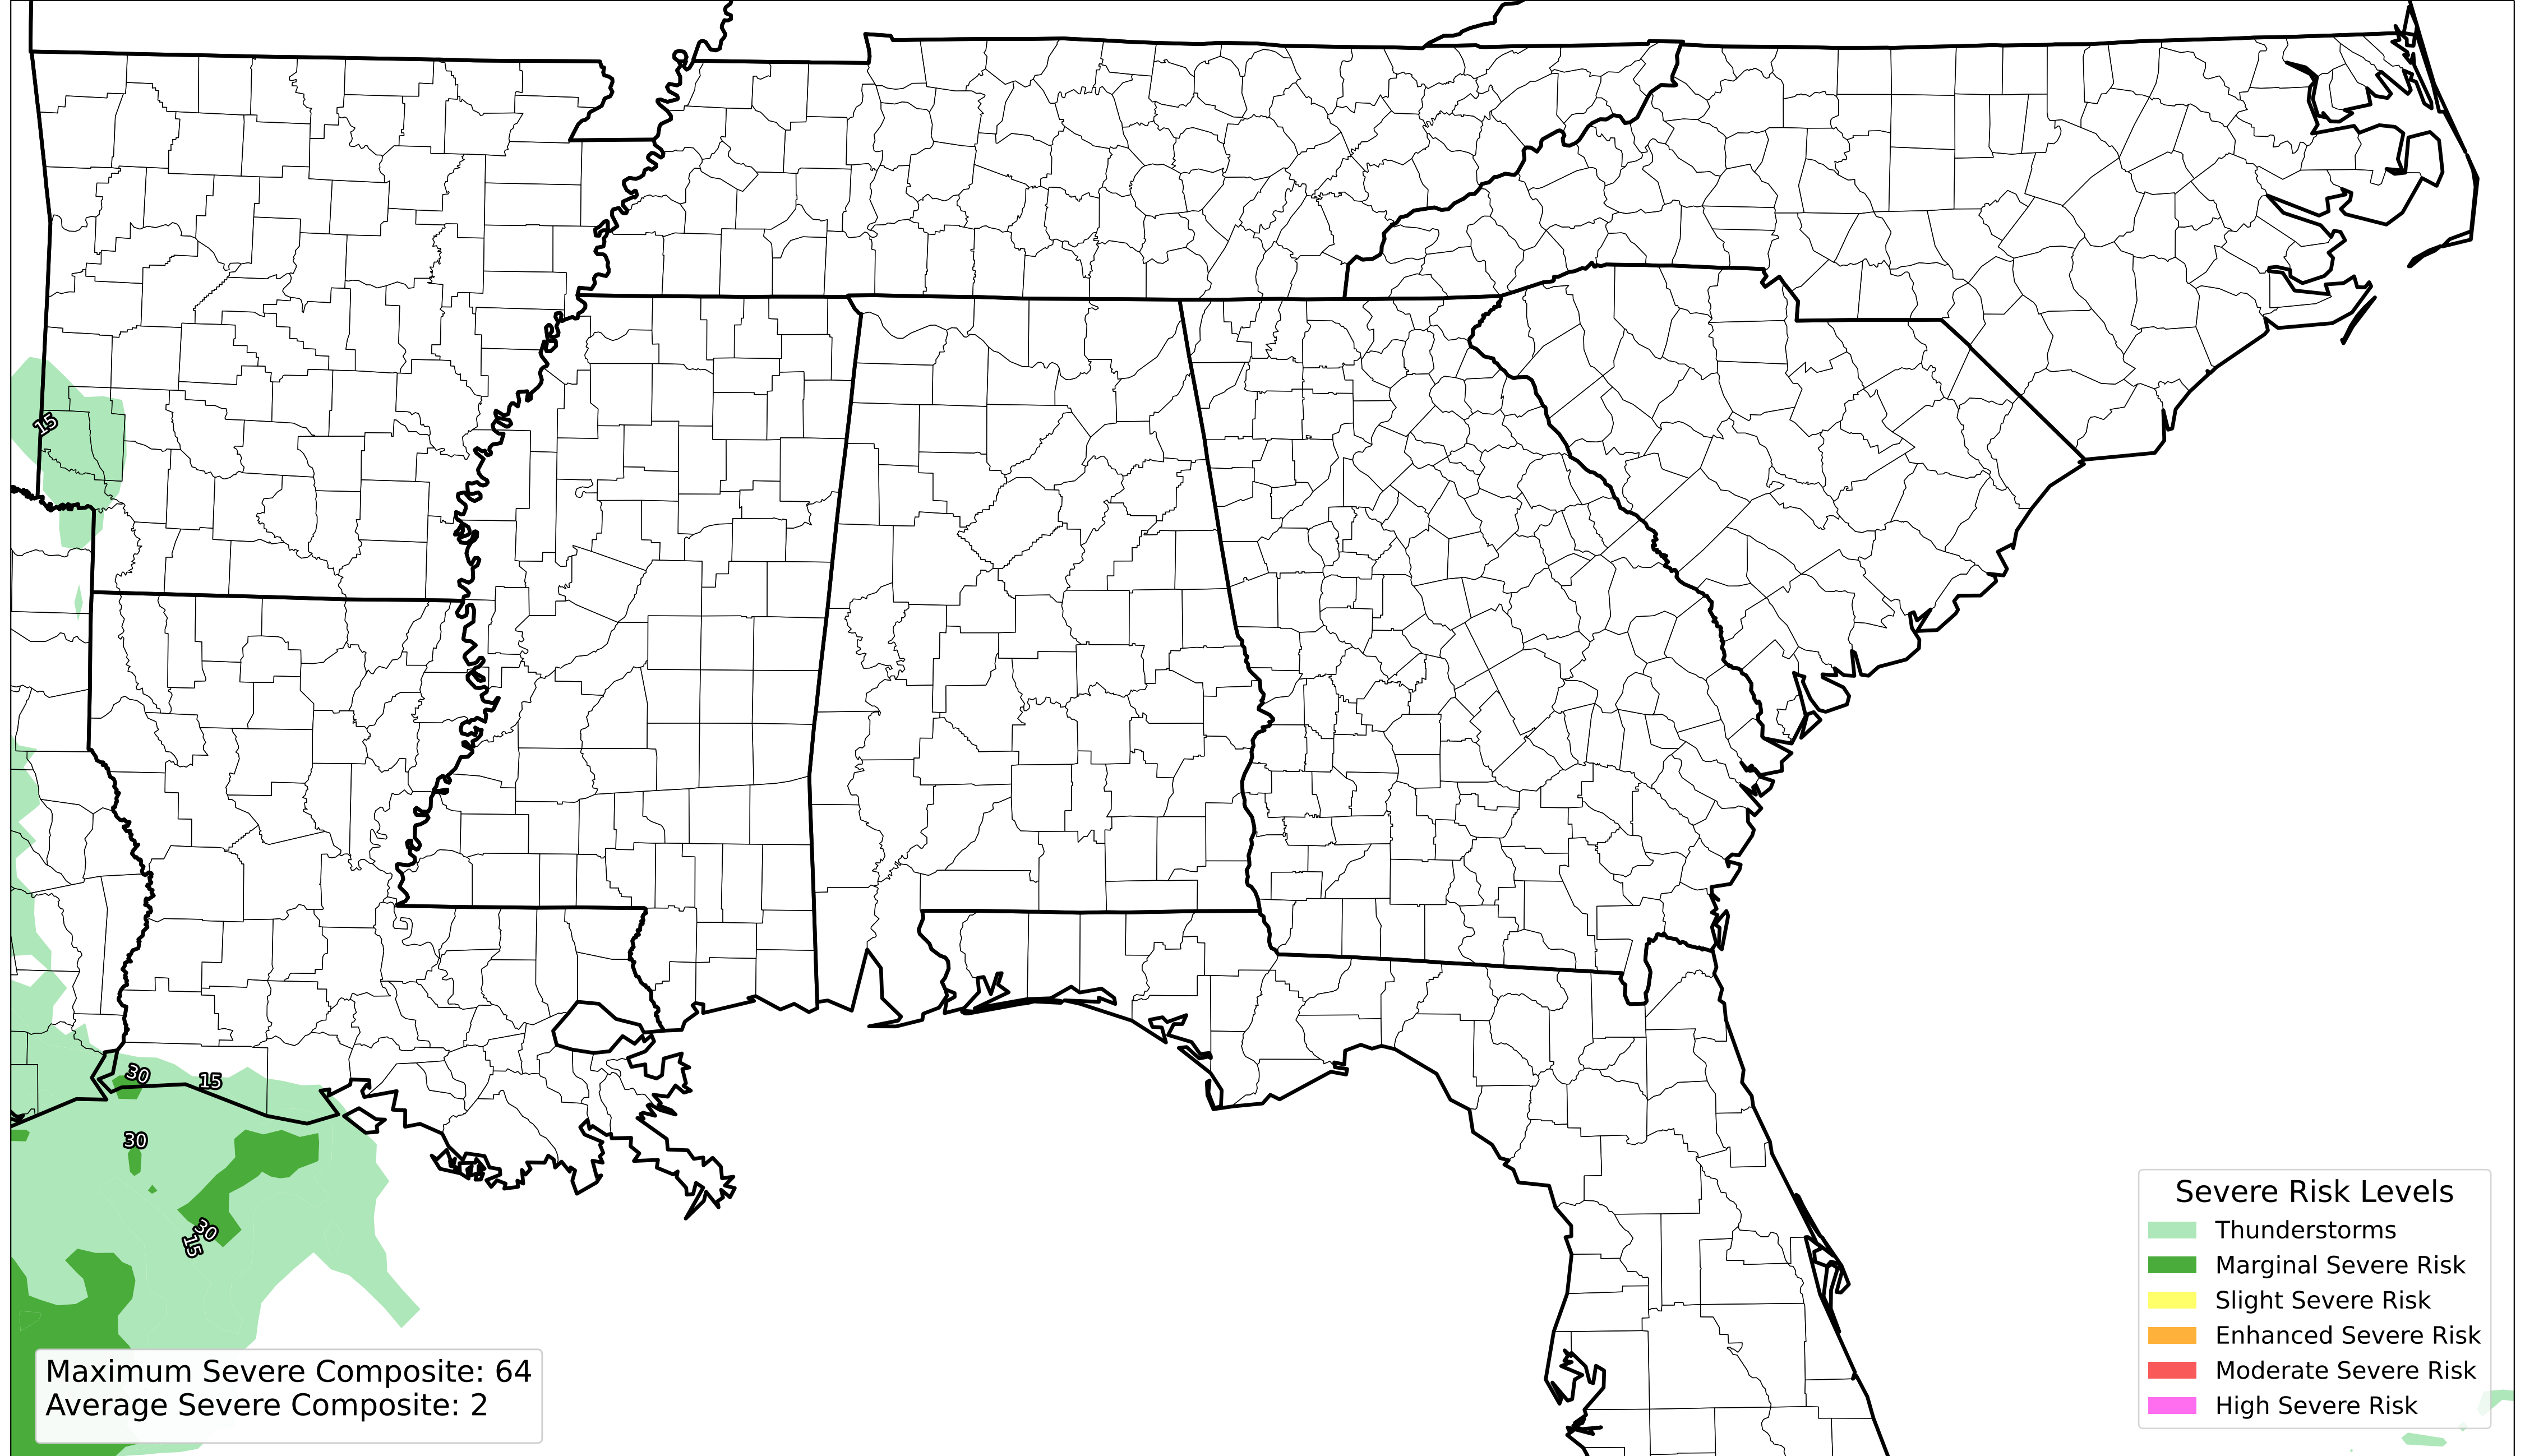 15
30
15
30
30
15
Maximum Severe Composite: 64
Average Severe Composite: 2
Severe Risk Levels
Thunderstorms
Marginal Severe Risk
Slight Severe Risk
Enhanced Severe Risk
Moderate Severe Risk
High Severe Risk